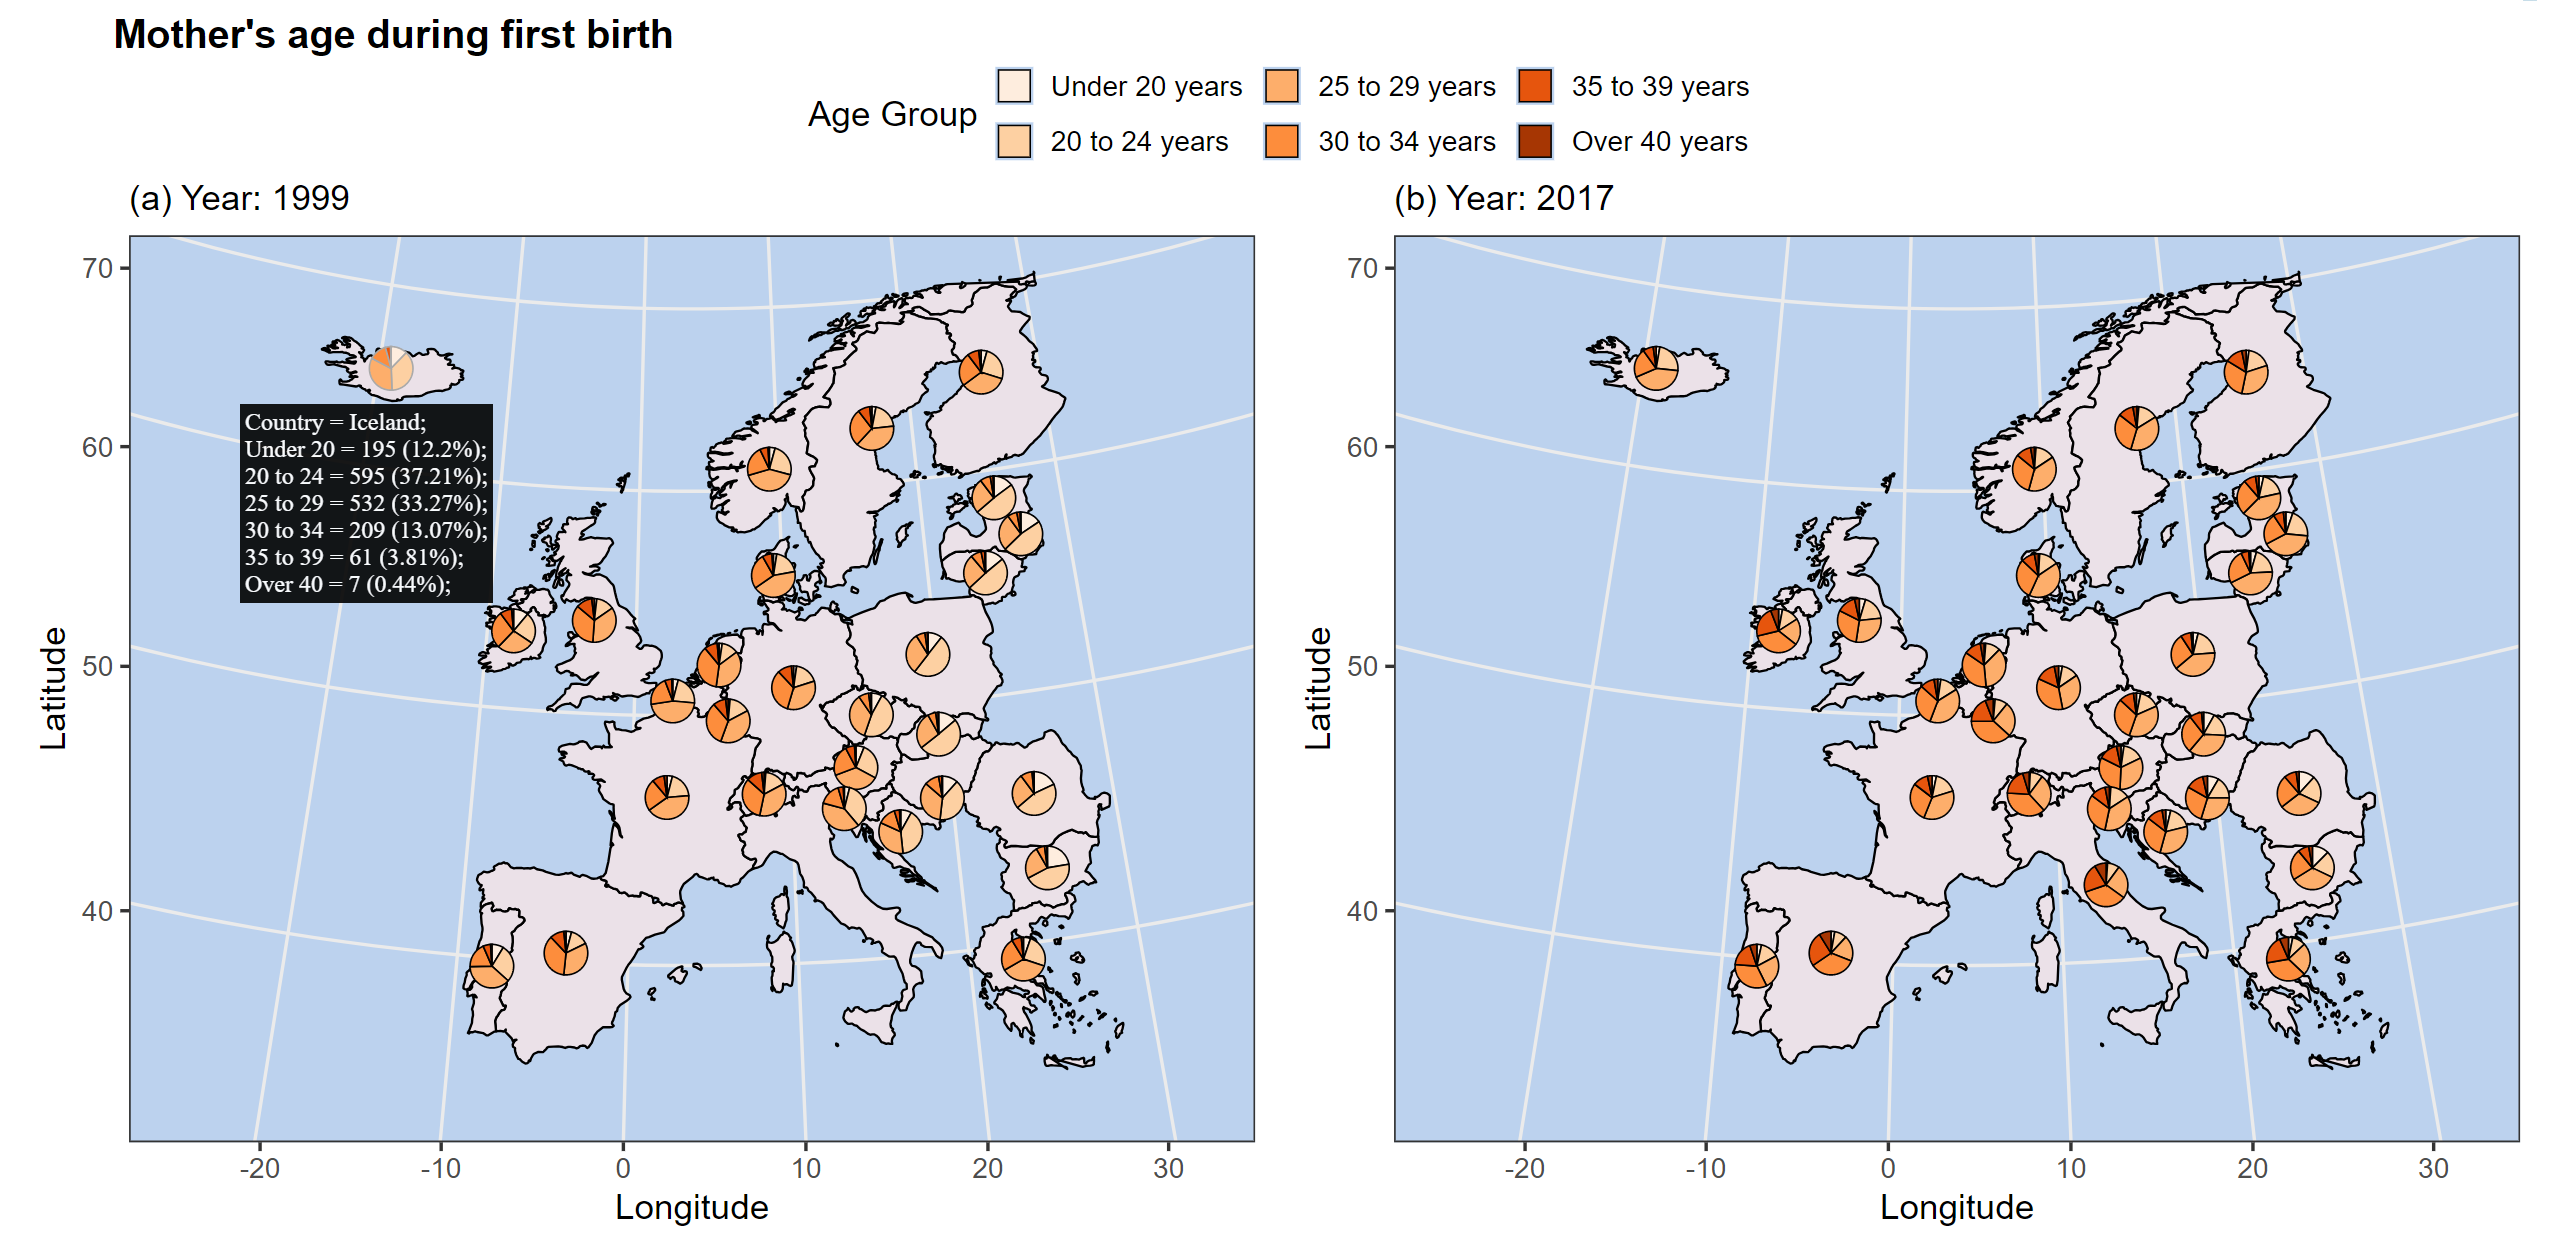 Mother's age during first birth
Age Group
Under 20 years
25 to 29 years
35 to 39 years
20 to 24 years
30 to 34 years
Over 40 years
(a) Year: 1999
70
60
50
40
Latitude
Country = Iceland;
Under 20 = 195 (12.2%);
20 to 24 = 595 (37.21%);
25 to 29 = 532 (33.27%);
30 to 34 = 209 (13.07%);
35 to 39 = 61 (3.81%);
Over 40 = 7 (0.44%);
-20 -10 0 10 20 30
Longitude
(b) Year: 2017
70
60
50
40
Latitude
-20 -10 0 10 20 30
Longitude